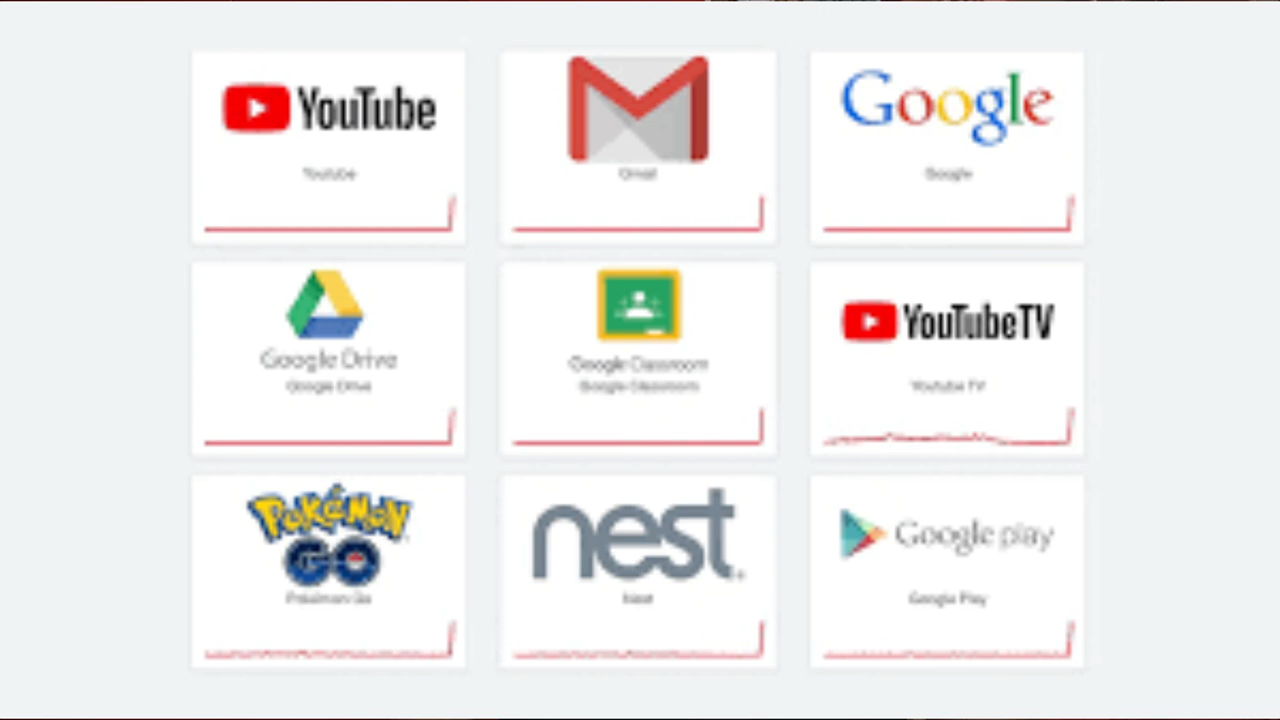 YouTube
Youtube
Gmail
Google
Google
Google Drive
Google Drive
Google Classroom
Google Classroom
YouTubeTV
Youtube TV
POKÉMON
GO
Pokémon Go
nest
Nest
Google play
Google Play